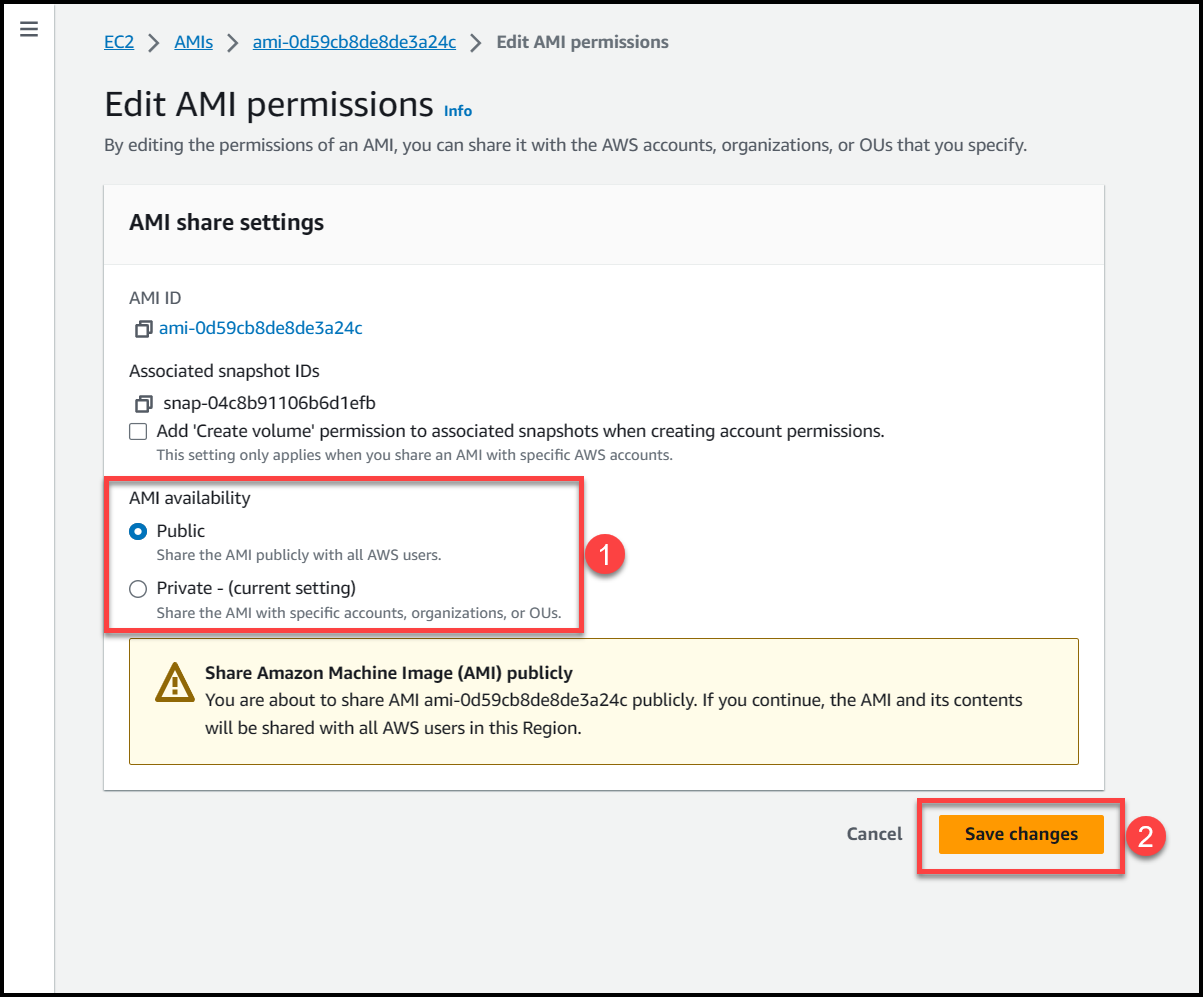 EC2 > AMIs > ami-0d59cb8de8de3a24c > Edit AMI permissions
Edit AMI permissions Info
By editing the permissions of an AMI, you can share it with the AWS accounts, organizations, or OUs that you specify.
AMI share settings
AMI ID
ami-0d59cb8de8de3a24c
Associated snapshot IDs
snap-04c8b91106b6d1efb
Add 'Create volume' permission to associated snapshots when creating account permissions.
This setting only applies when you share an AMI with specific AWS accounts.
AMI availability
Public
Share the AMI publicly with all AWS users.
1
Private - (current setting)
Share the AMI with specific accounts, organizations, or OUs.
Share Amazon Machine Image (AMI) publicly
You are about to share AMI ami-0d59cb8de8de3a24c publicly. If you continue, the AMI and its contents
will be shared with all AWS users in this Region.
Cancel Save changes 2